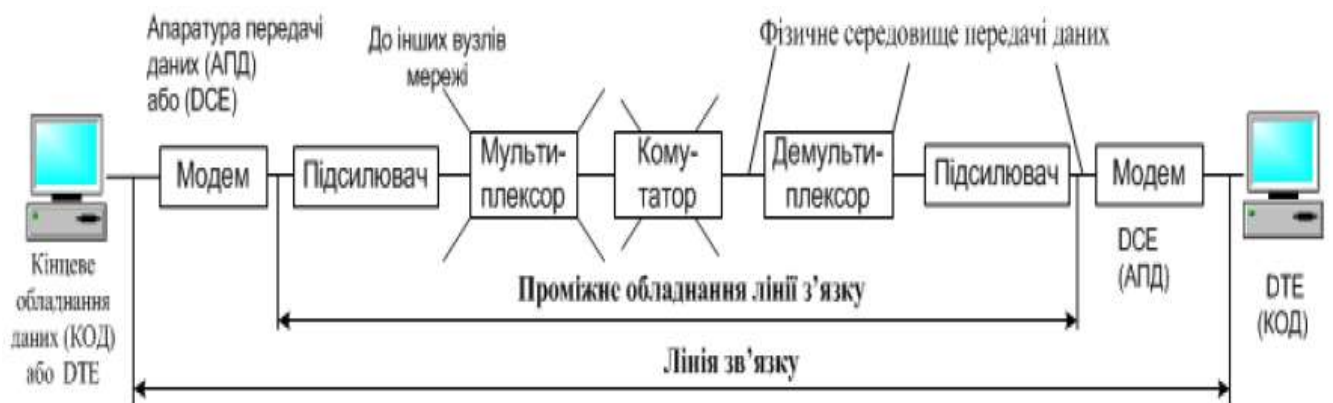 Апаратура передачі
даних (АПД)
або (DCE)
До інших вузлів
мережі
Фізичне середовище передачі даних
Модем
Підсилювач
Мульти-
плексор
Кому-
татор
Демульти-
плексор
Підсилювач
Модем
Кінцеве
обладнання
даних (КОД)
або DTE
DCE
(АПД)
DTE
(КОД)
Проміжне обладнання лінії з’язку
Лінія зв’язку